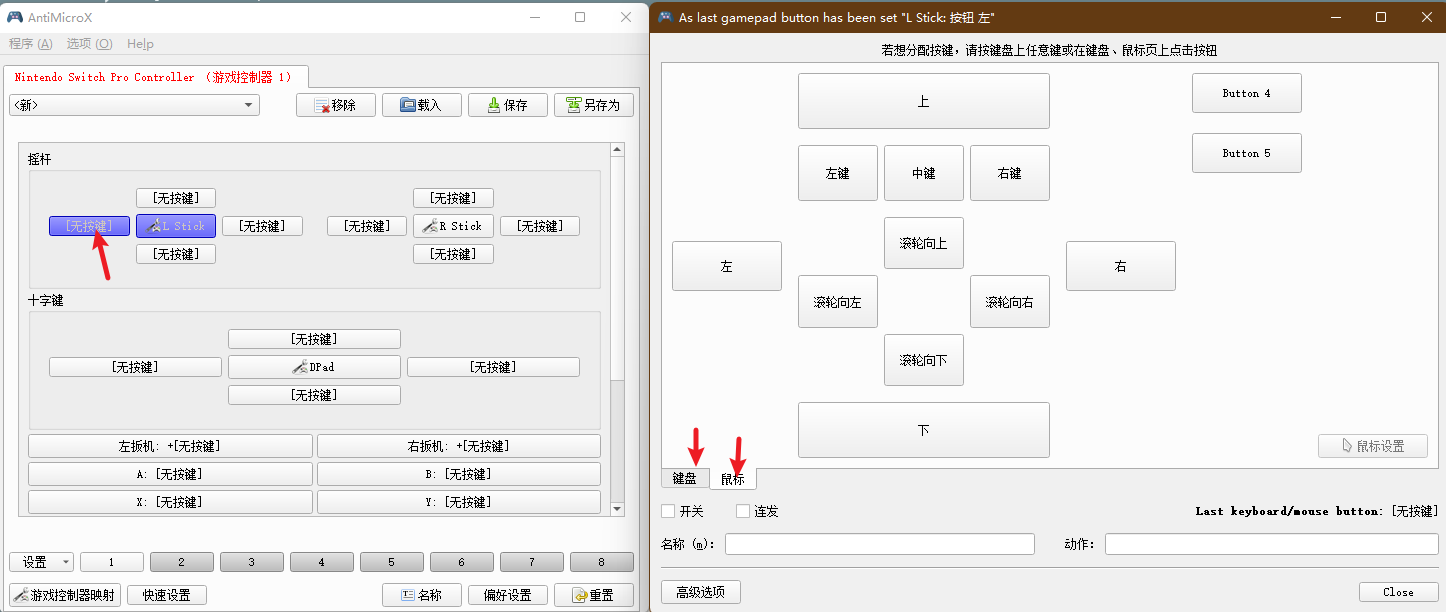 AntiMicroX
程序 (A) 选项 (O) Help
Nintendo Switch Pro Controller （游戏控制器 1）
<新> 移除 载入 保存 另存为
摇杆
[无按键] [无按键]
[无按键] L Stick [无按键] [无按键] R Stick [无按键]
[无按键] [无按键]
十字键
[无按键]
[无按键] DPad [无按键]
[无按键]
左扳机: +[无按键] 右扳机: +[无按键]
A: [无按键] B: [无按键]
X: [无按键] Y: [无按键]
设置 1 2 3 4 5 6 7 8
游戏控制器映射 快速设置 名称 偏好设置 重置
As last gamepad button has been set "L Stick: 按钮 左"
若想分配按键，请按键盘上任意键或在键盘、鼠标页上点击按钮
上 Button 4
Button 5
左键 中键 右键
滚轮向上
左 右
滚轮向左 滚轮向右
滚轮向下
下
鼠标设置
键盘 鼠标
开关 连发 Last keyboard/mouse button: [无按键]
名称 (m): 动作:
高级选项 Close